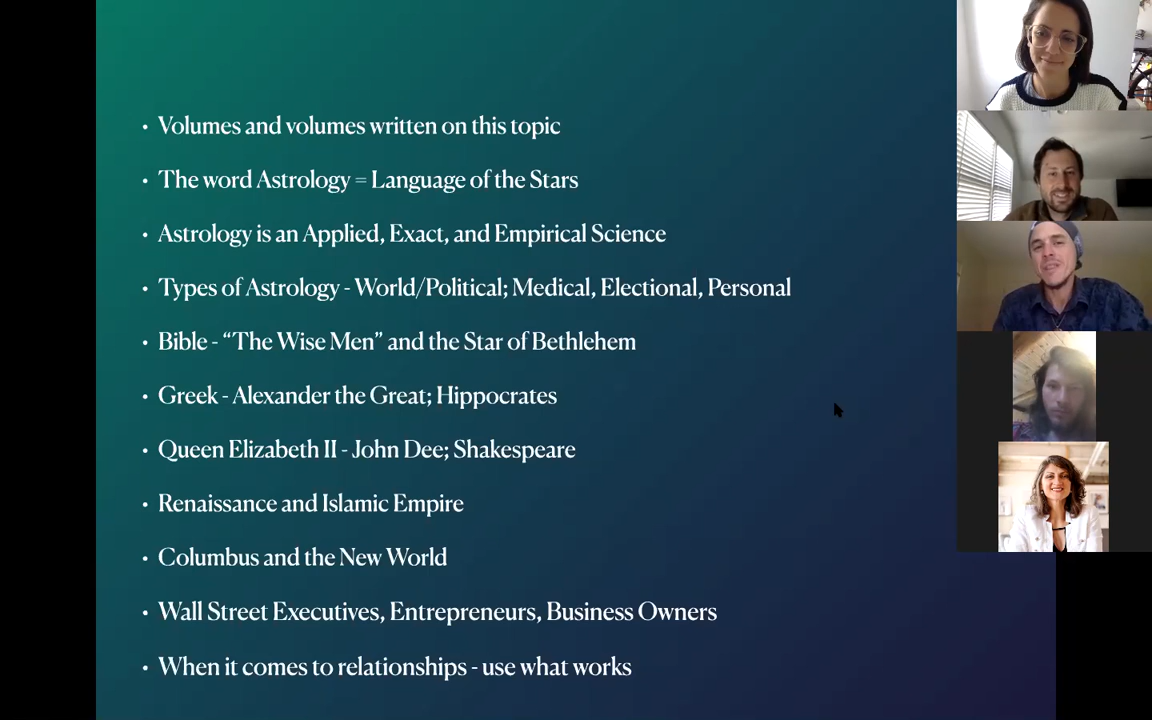 • Volumes and volumes written on this topic
• The word Astrology = Language of the Stars
• Astrology is an Applied, Exact, and Empirical Science
• Types of Astrology - World/Political; Medical, Electional, Personal
• Bible - “The Wise Men” and the Star of Bethlehem
• Greek - Alexander the Great; Hippocrates
• Queen Elizabeth II - John Dee; Shakespeare
• Renaissance and Islamic Empire
• Columbus and the New World
• Wall Street Executives, Entrepreneurs, Business Owners
• When it comes to relationships - use what works